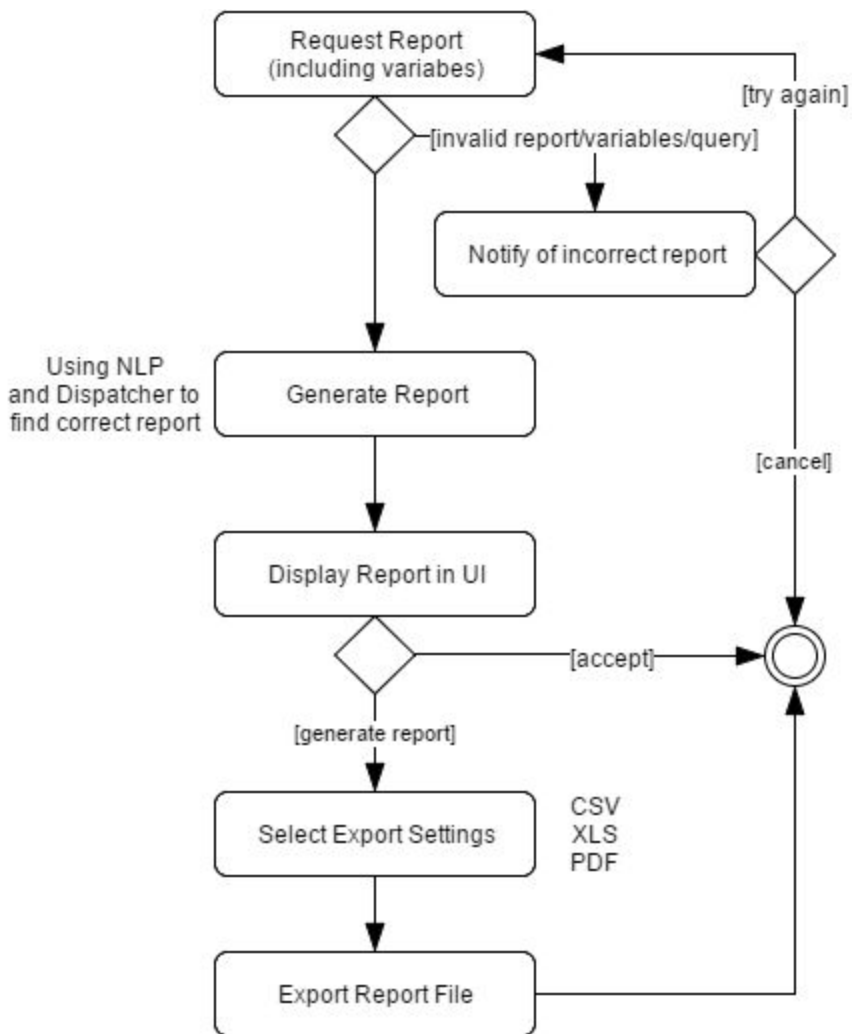 Request Report
(including variabes)
[try again]
[invalid report/variables/query]
Notify of incorrect report
Using NLP
and Dispatcher to
find correct report
Generate Report
[cancel]
Display Report in UI
[accept]
[generate report]
Select Export Settings
CSV
XLS
PDF
Export Report File